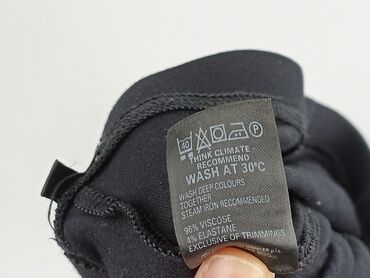 40 P
THINK CLIMATE -
RECOMMEND
WASH AT 30°C
WASH DEEP COLOURS
TOGETHER
STEAM IRON RECOMMENDED
96% VISCOSE
4% ELASTANE
EXCLUSIVE OF TRIMMINGS